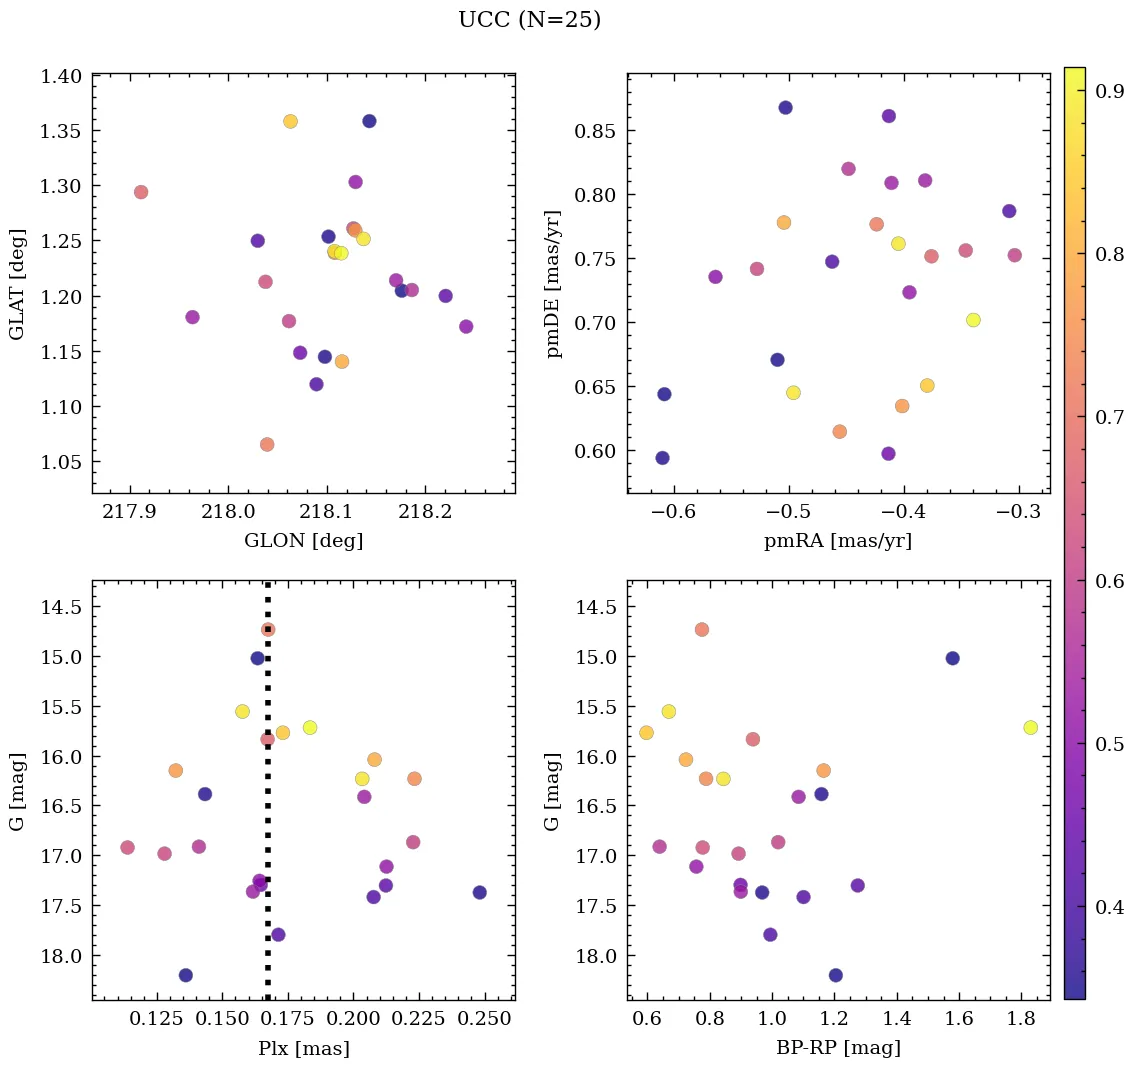 UCC (N=25)
1.40
1.35
1.30
1.25
1.20
1.15
1.10
1.05
GLAT [deg]
217.9 218.0 218.1 218.2
GLON [deg]
0.85
0.80
0.75
0.70
0.65
0.60
pmDE [mas/yr]
−0.6 −0.5 −0.4 −0.3
pmRA [mas/yr]
14.5
15.0
15.5
16.0
16.5
17.0
17.5
18.0
G [mag]
0.125 0.150 0.175 0.200 0.225 0.250
Plx [mas]
14.5
15.0
15.5
16.0
16.5
17.0
17.5
18.0
G [mag]
0.6 0.8 1.0 1.2 1.4 1.6 1.8
BP-RP [mag]
0.9
0.8
0.7
0.6
0.5
0.4